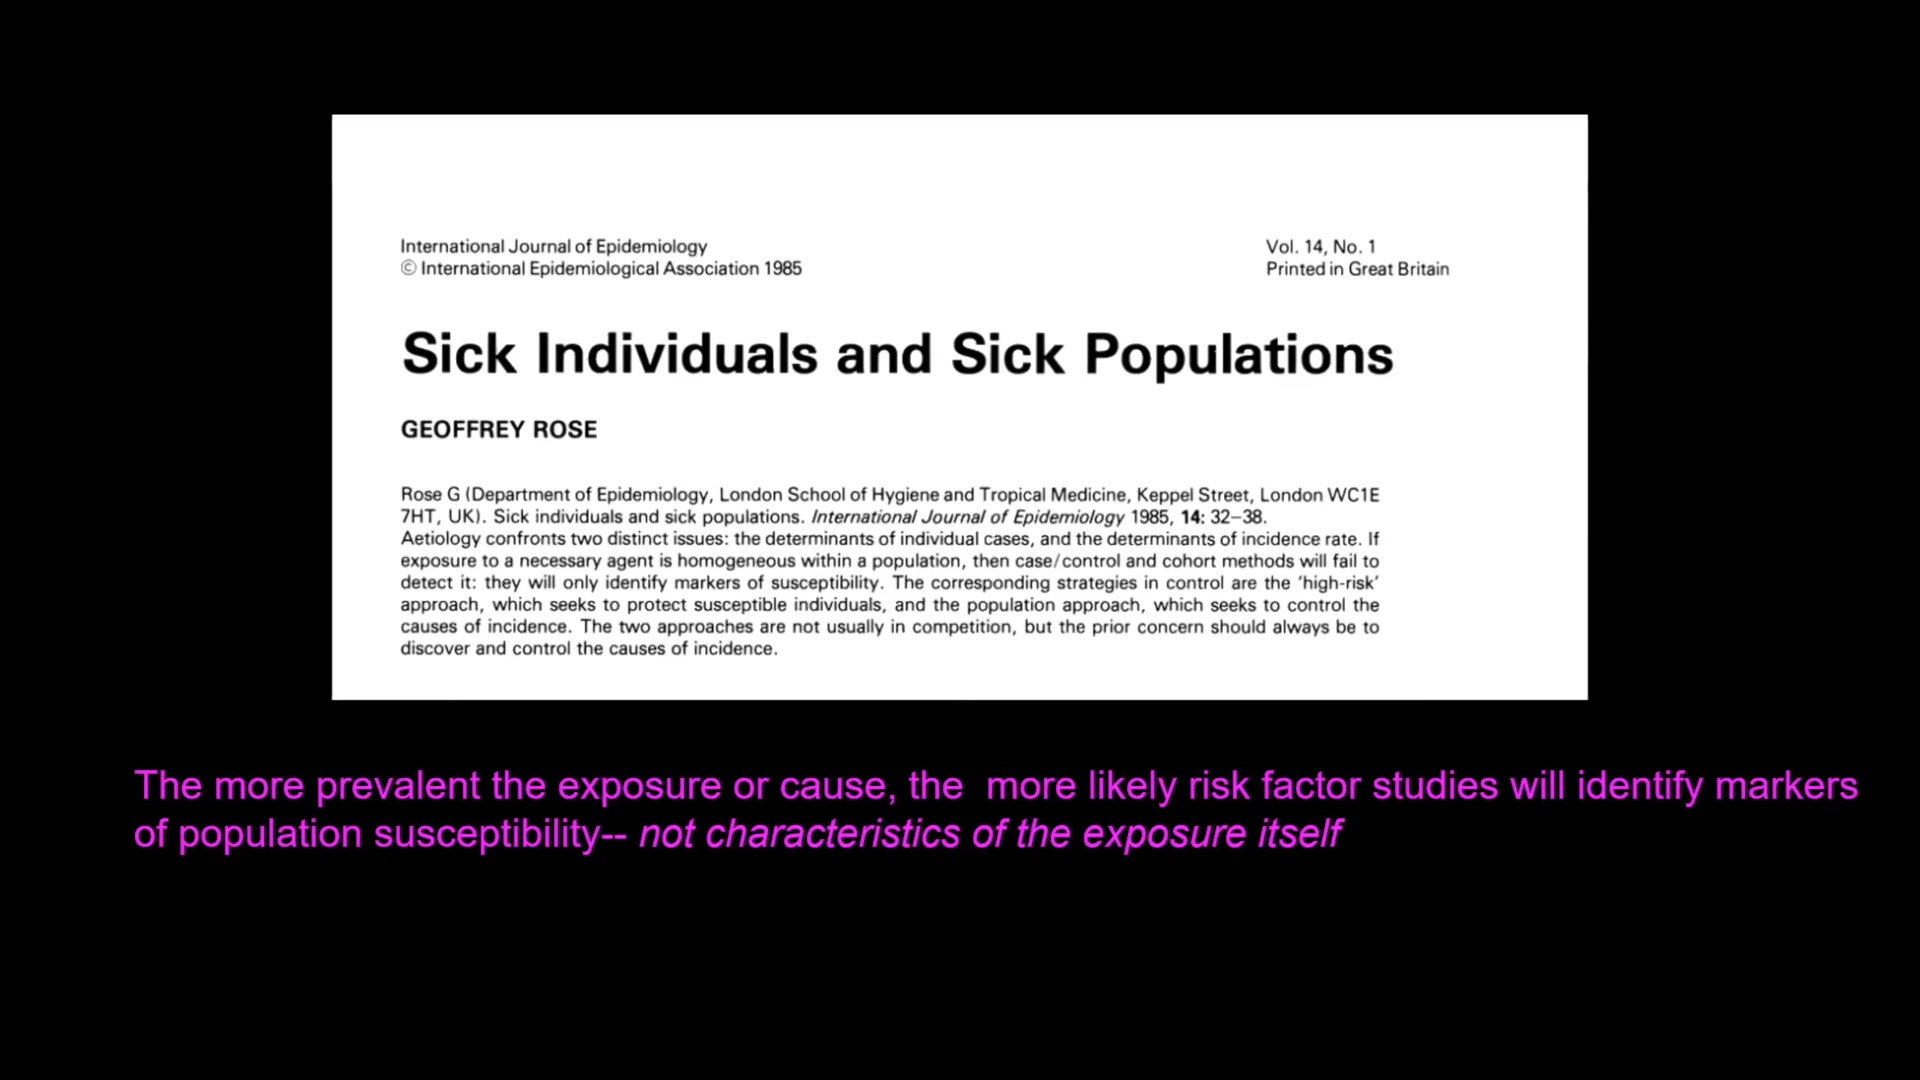 International Journal of Epidemiology
© International Epidemiological Association 1985
Vol. 14, No. 1
Printed in Great Britain
Sick Individuals and Sick Populations
GEOFFREY ROSE
Rose G (Department of Epidemiology, London School of Hygiene and Tropical Medicine, Keppel Street, London WC1E
7HT, UK). Sick individuals and sick populations. International Journal of Epidemiology 1985, 14: 32–38.
Aetiology confronts two distinct issues: the determinants of individual cases, and the determinants of incidence rate. If
exposure to a necessary agent is homogeneous within a population, then case/control and cohort methods will fail to
detect it: they will only identify markers of susceptibility. The corresponding strategies in control are the ‘high-risk’
approach, which seeks to protect susceptible individuals, and the population approach, which seeks to control the
causes of incidence. The two approaches are not usually in competition, but the prior concern should always be to
discover and control the causes of incidence.
The more prevalent the exposure or cause, the  more likely risk factor studies will identify markers
of population susceptibility-- not characteristics of the exposure itself